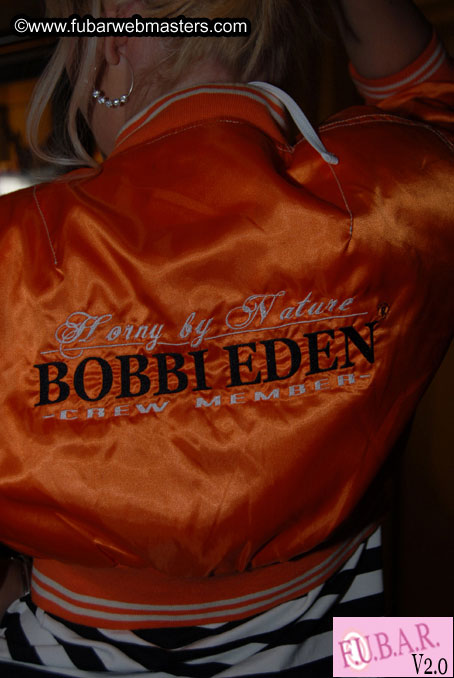 ©www.fubarwebmasters.com
Horny by Nature
BOBBI EDEN®
-CREW MEMBER-
F.U.B.A.R.
V2.0